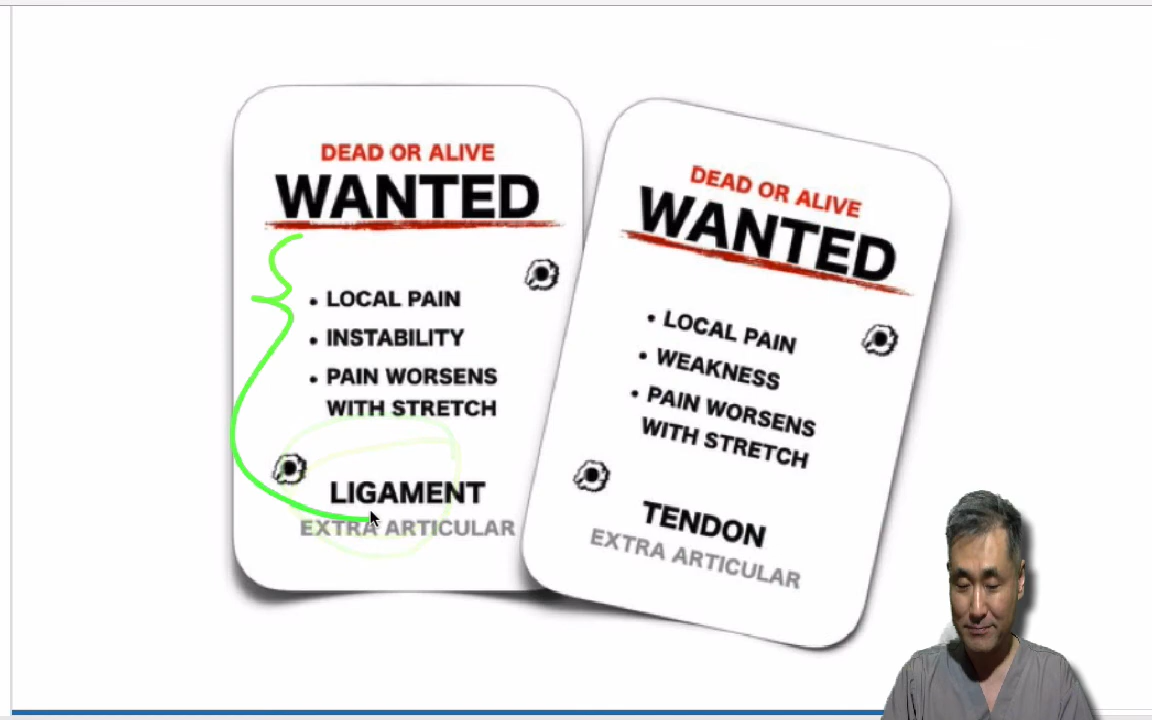 DEAD OR ALIVE
WANTED
• LOCAL PAIN
• INSTABILITY
• PAIN WORSENS
WITH STRETCH
LIGAMENT
EXTRA ARTICULAR
DEAD OR ALIVE
WANTED
• LOCAL PAIN
• WEAKNESS
• PAIN WORSENS
WITH STRETCH
TENDON
EXTRA ARTICULAR